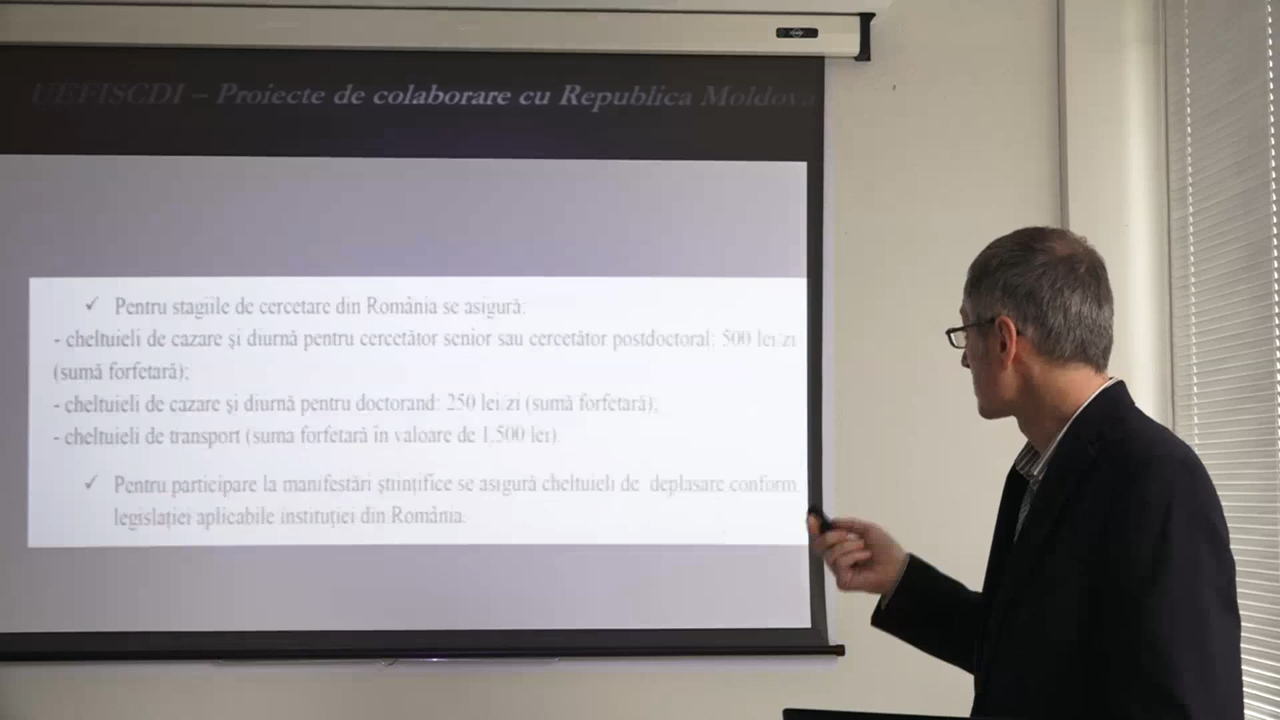 UEFISCDI – Proiecte de colaborare cu Republica Moldova
✓ Pentru stagiile de cercetare din România se asigură:
- cheltuieli de cazare și diurnă pentru cercetător senior sau cercetător postdoctoral: 500 lei/zi
(sumă forfetară);
- cheltuieli de cazare și diurnă pentru doctorand: 250 lei/zi (sumă forfetară);
- cheltuieli de transport (suma forfetară în valoare de 1.500 lei).
✓ Pentru participare la manifestări științifice se asigură cheltuieli de deplasare conform
legislației aplicabile instituției din România.